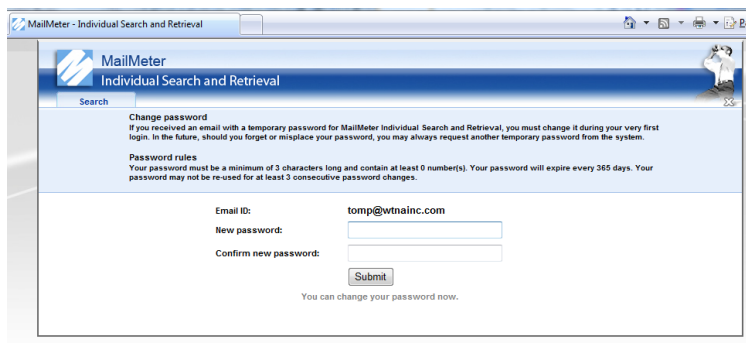 MailMeter - Individual Search and Retrieval
MailMeter
Individual Search and Retrieval
Search
Change password
If you received an email with a temporary password for MailMeter Individual Search and Retrieval, you must change it during your very first
login. In the future, should you forget or misplace your password, you may always request another temporary password from the system.
Password rules
Your password must be a minimum of 3 characters long and contain at least 0 number(s). Your password will expire every 365 days. Your
password may not be re-used for at least 3 consecutive password changes.
Email ID: tomp@wtnainc.com
New password:
Confirm new password:
Submit
You can change your password now.